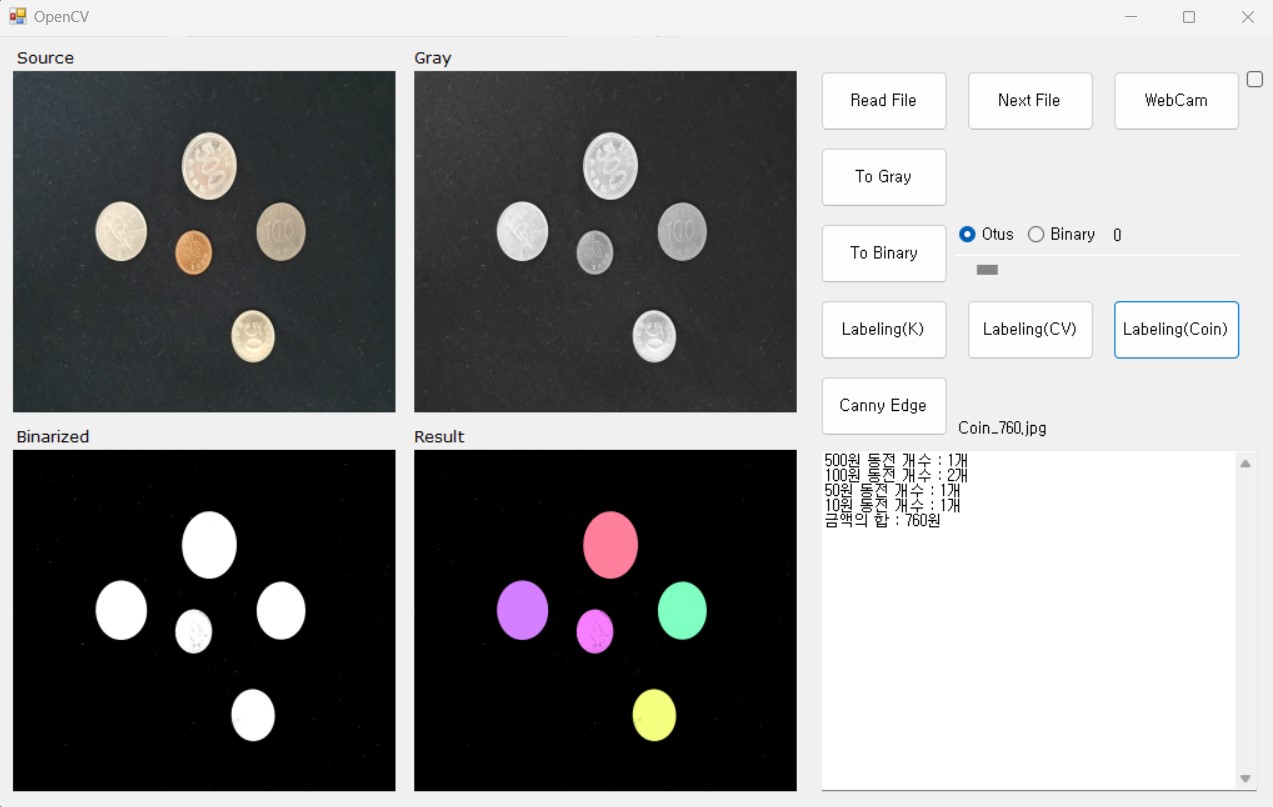 OpenCV
Source
Gray
Read File
Next File
WebCam
To Gray
To Binary
Otus
Binary
0
Labeling(K)
Labeling(CV)
Labeling(Coin)
Canny Edge
Coin_760.jpg
Binarized
Result
500원 동전 개수 : 1개
100원 동전 개수 : 2개
50원 동전 개수 : 1개
10원 동전 개수 : 1개
금액의 합 : 760원
100